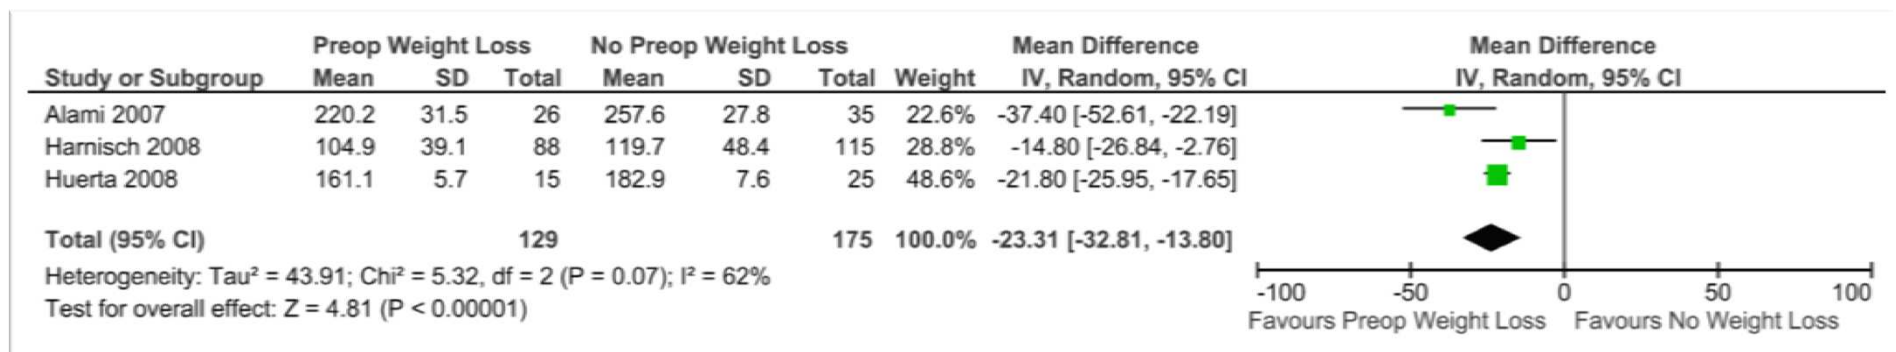 Preop Weight Loss No Preop Weight Loss Mean Difference Mean Difference
Study or Subgroup Mean SD Total Mean SD Total Weight IV, Random, 95% CI IV, Random, 95% CI
Alami 2007 220.2 31.5 26 257.6 27.8 35 22.6% -37.40 [-52.61, -22.19]
Harnisch 2008 104.9 39.1 88 119.7 48.4 115 28.8% -14.80 [-26.84, -2.76]
Huerta 2008 161.1 5.7 15 182.9 7.6 25 48.6% -21.80 [-25.95, -17.65]
Total (95% CI) 129 175 100.0% -23.31 [-32.81, -13.80]
Heterogeneity: Tau² = 43.91; Chi² = 5.32, df = 2 (P = 0.07); I² = 62%
Test for overall effect: Z = 4.81 (P < 0.00001)
-100 -50 0 50 100
Favours Preop Weight Loss Favours No Weight Loss